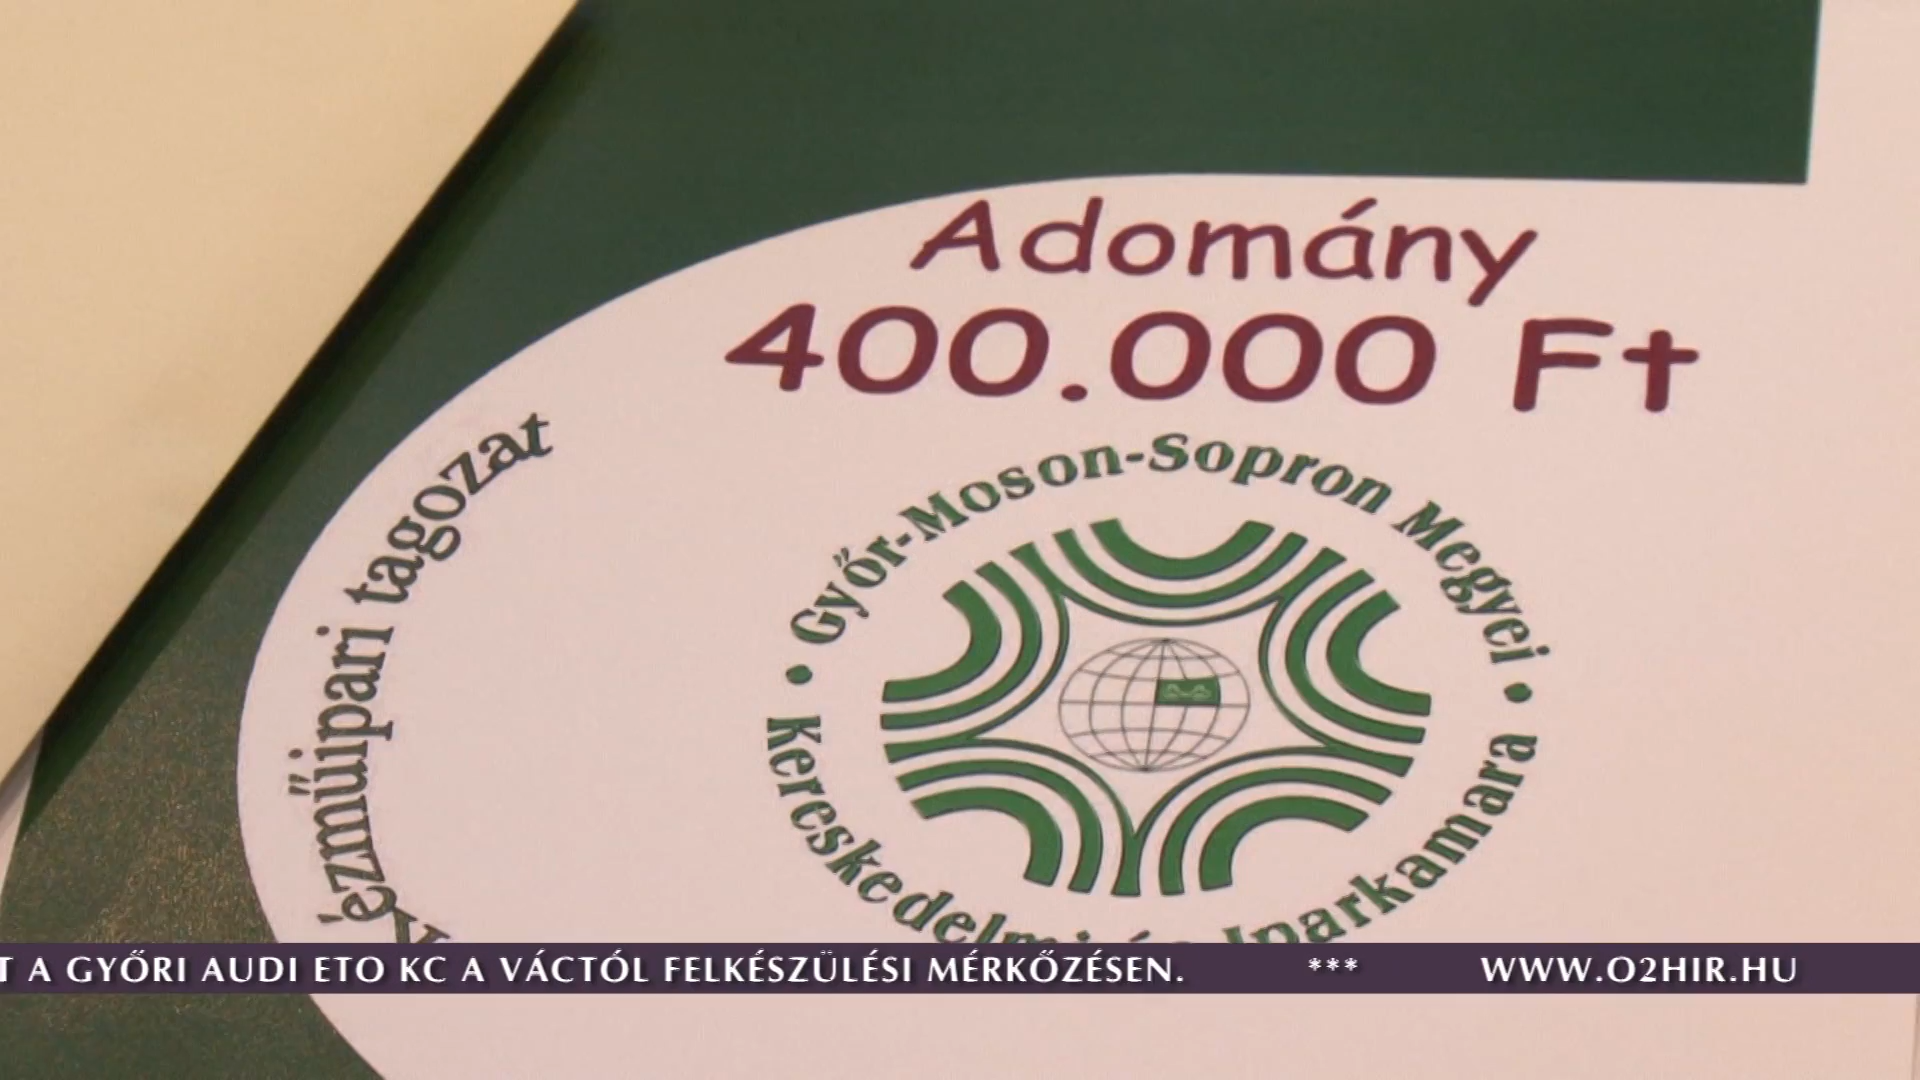 Adomány
400.000 Ft
ézműipari tagozat
• Győr-Moson-Sopron Megyei •
Kereskedelmi és Iparkamara
T A GYŐRI AUDI ETO KC A VÁCTÓL FELKÉSZÜLÉSI MÉRKŐZÉSEN. *** WWW.O2HIR.HU